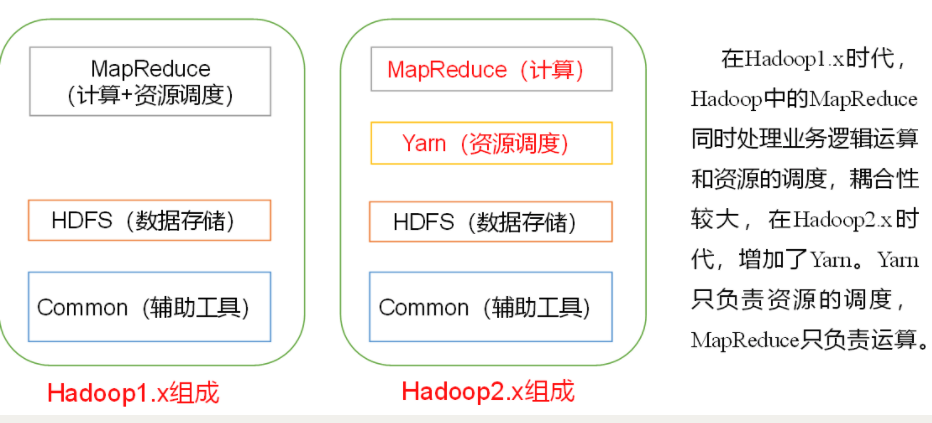 MapReduce
（计算+资源调度）
HDFS（数据存储）
Common（辅助工具）
Hadoop1.x组成
MapReduce（计算）
Yarn（资源调度）
HDFS（数据存储）
Common（辅助工具）
Hadoop2.x组成
在Hadoop1.x时代，
Hadoop中的MapReduce
同时处理业务逻辑运算
和资源的调度，耦合性
较大，在Hadoop2.x时
代，增加了Yarn。Yarn
只负责资源的调度，
MapReduce只负责运算。